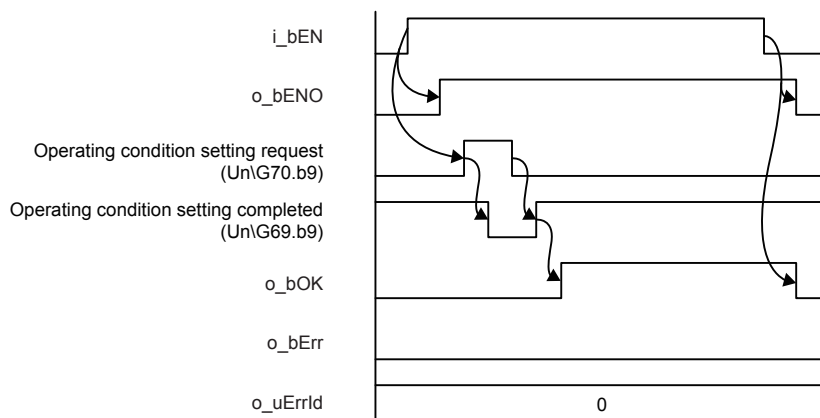 i_bEN
o_bENO
Operating condition setting request
(Un\G70.b9)
Operating condition setting completed
(Un\G69.b9)
o_bOK
o_bErr
o_uErrId
0